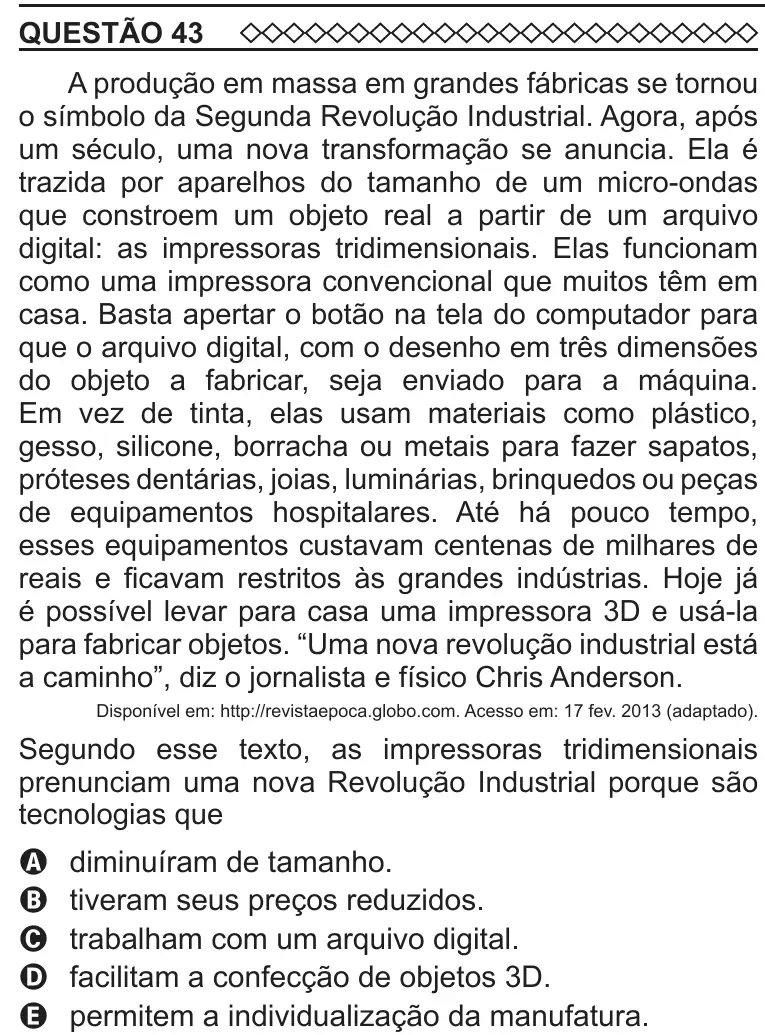 QUESTÃO 43
A produção em massa em grandes fábricas se tornou
o símbolo da Segunda Revolução Industrial. Agora, após
um século, uma nova transformação se anuncia. Ela é
trazida por aparelhos do tamanho de um micro-ondas
que constroem um objeto real a partir de um arquivo
digital: as impressoras tridimensionais. Elas funcionam
como uma impressora convencional que muitos têm em
casa. Basta apertar o botão na tela do computador para
que o arquivo digital, com o desenho em três dimensões
do objeto a fabricar, seja enviado para a máquina.
Em vez de tinta, elas usam materiais como plástico,
gesso, silicone, borracha ou metais para fazer sapatos,
próteses dentárias, joias, luminárias, brinquedos ou peças
de equipamentos hospitalares. Até há pouco tempo,
esses equipamentos custavam centenas de milhares de
reais e ficavam restritos às grandes indústrias. Hoje já
é possível levar para casa uma impressora 3D e usá-la
para fabricar objetos. “Uma nova revolução industrial está
a caminho”, diz o jornalista e físico Chris Anderson.
Disponível em: http://revistaepoca.globo.com. Acesso em: 17 fev. 2013 (adaptado).
Segundo esse texto, as impressoras tridimensionais
prenunciam uma nova Revolução Industrial porque são
tecnologias que
A diminuíram de tamanho.
B tiveram seus preços reduzidos.
C trabalham com um arquivo digital.
D facilitam a confecção de objetos 3D.
E permitem a individualização da manufatura.